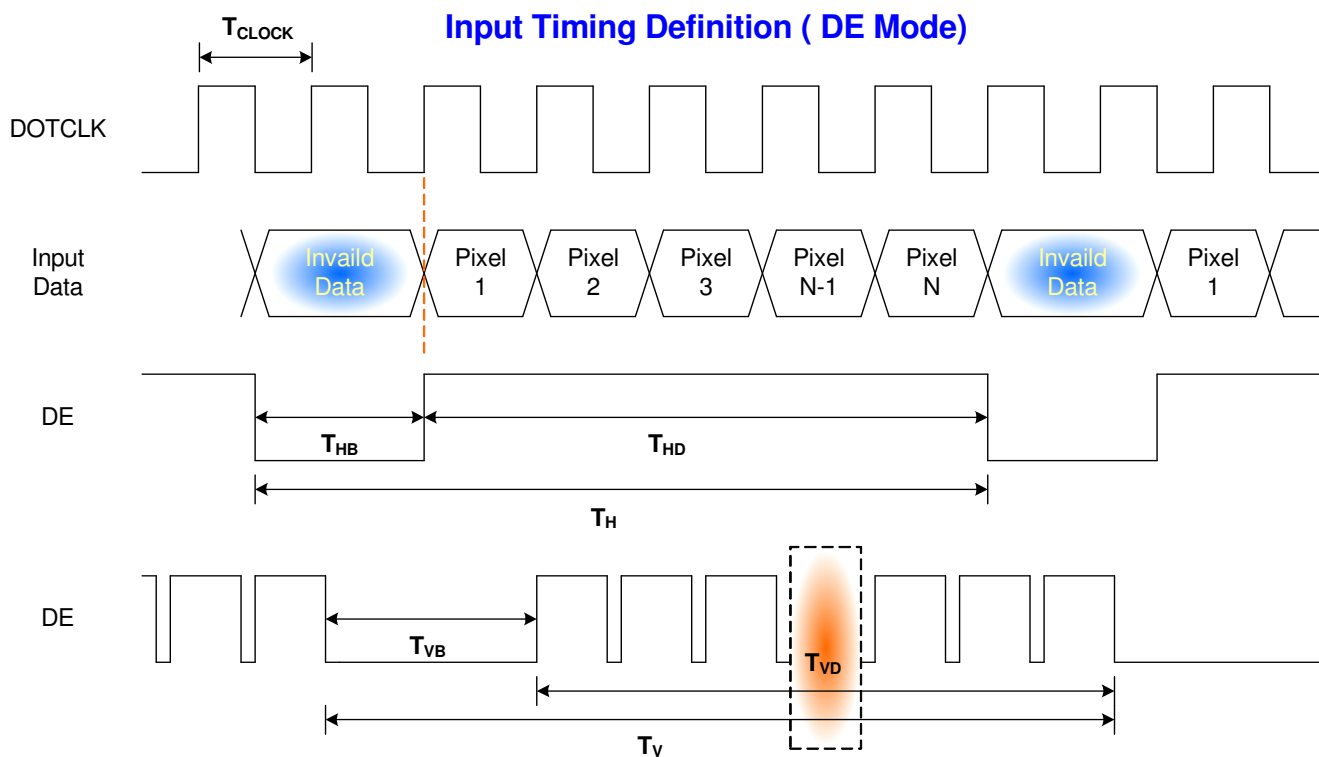 Input Timing Definition ( DE Mode)
TCLOCK
DOTCLK
Input
Data
Invaild
Data
Pixel
1
Pixel
2
Pixel
3
Pixel
N-1
Pixel
N
Invaild
Data
Pixel
1
DE
THB
THD
TH
DE
TVB
TVD
TV